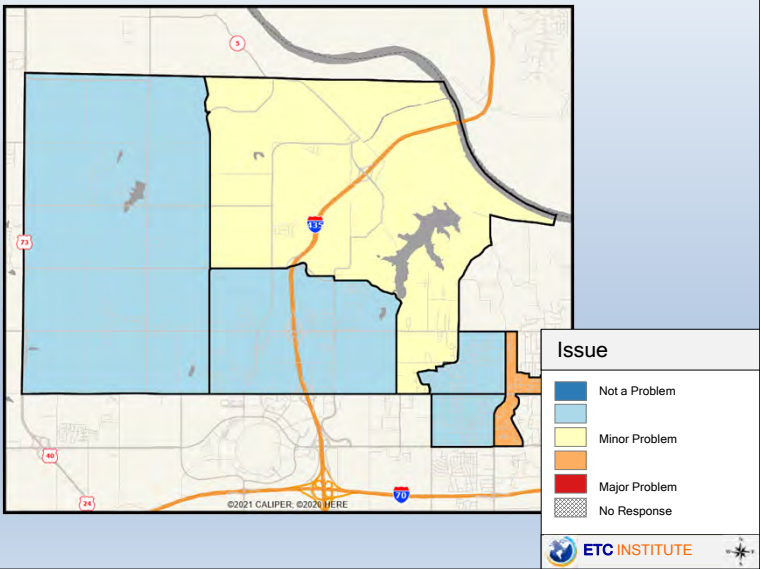 5
435
73
Issue
Not a Problem
Minor Problem
Major Problem
No Response
40
24
70
©2021 CALIPER; ©2020 HERE
ETC INSTITUTE